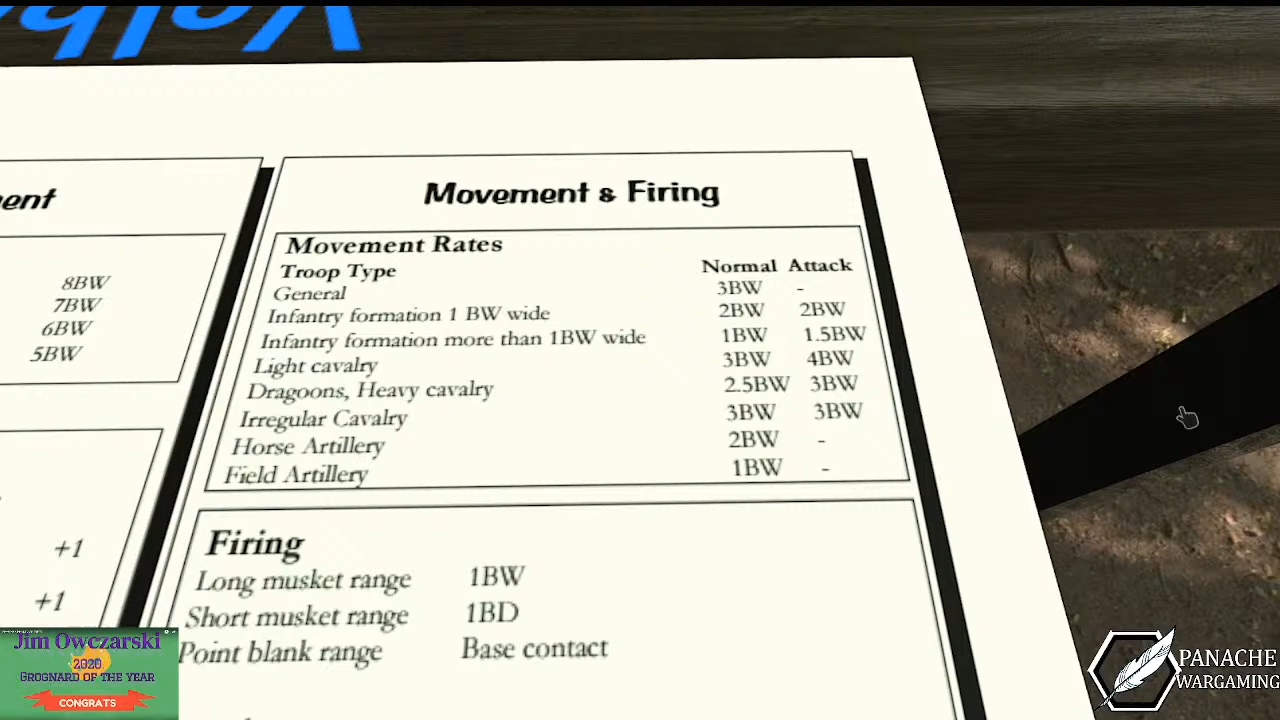 ent
8BW
7BW
6BW
5BW
+1
+1
Movement & Firing
Movement Rates
Troop Type Normal Attack
General 3BW -
Infantry formation 1 BW wide 2BW 2BW
Infantry formation more than 1BW wide 1BW 1.5BW
Light cavalry 3BW 4BW
Dragoons, Heavy cavalry 2.5BW 3BW
Irregular Cavalry 3BW 3BW
Horse Artillery 2BW -
Field Artillery 1BW -
Firing
Long musket range 1BW
Short musket range 1BD
Point blank range Base contact
Jim Owczarski
2020
GROGNARD OF THE YEAR
CONGRATS
PANACHE
WARGAMING